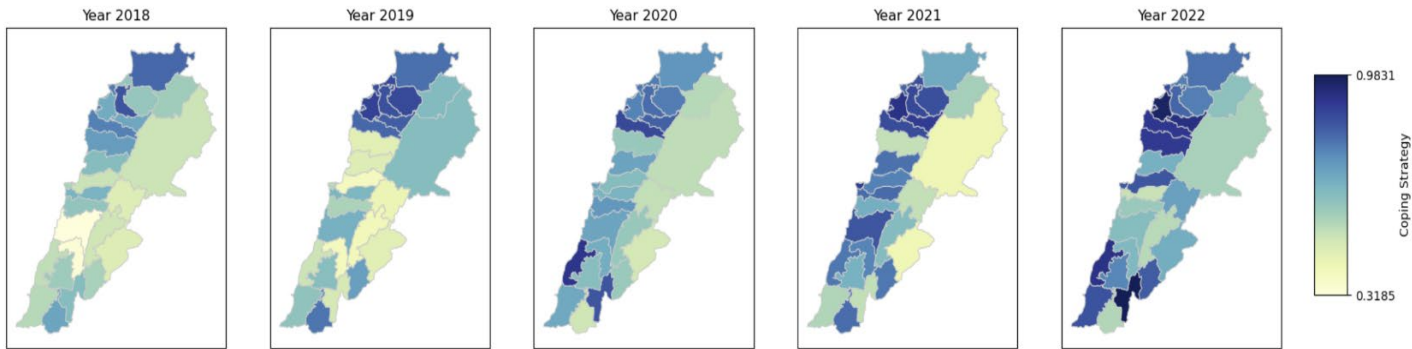 Year 2018
Year 2019
Year 2020
Year 2021
Year 2022
0.9831
0.3185
Coping Strategy